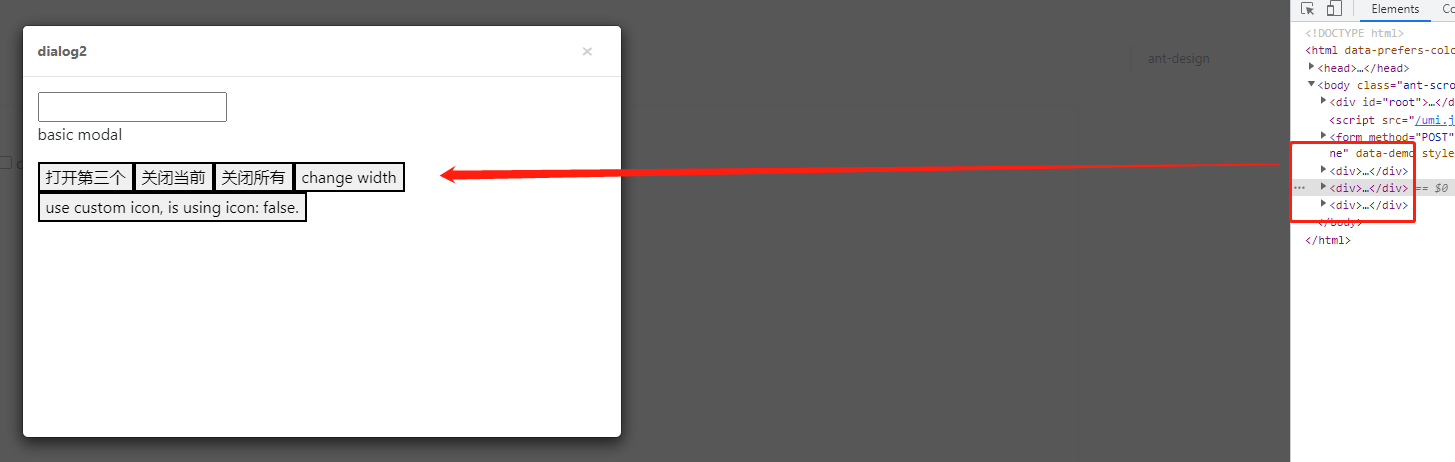 dialog2
×
ant-design
basic modal
打开第三个 关闭当前 关闭所有 change width
use custom icon, is using icon: false.
Elements
<!DOCTYPE html>
<html data-prefers-colo
▶<head>…</head>
▼<body class="ant-scro
▶<div id="root">…</d
<script src="/umi.j
▶<form method="POST"
ne" data-demo style
▶<div>…</div>
··· ▶<div>…</div> == $0
▶<div>…</div>
</body>
</html>